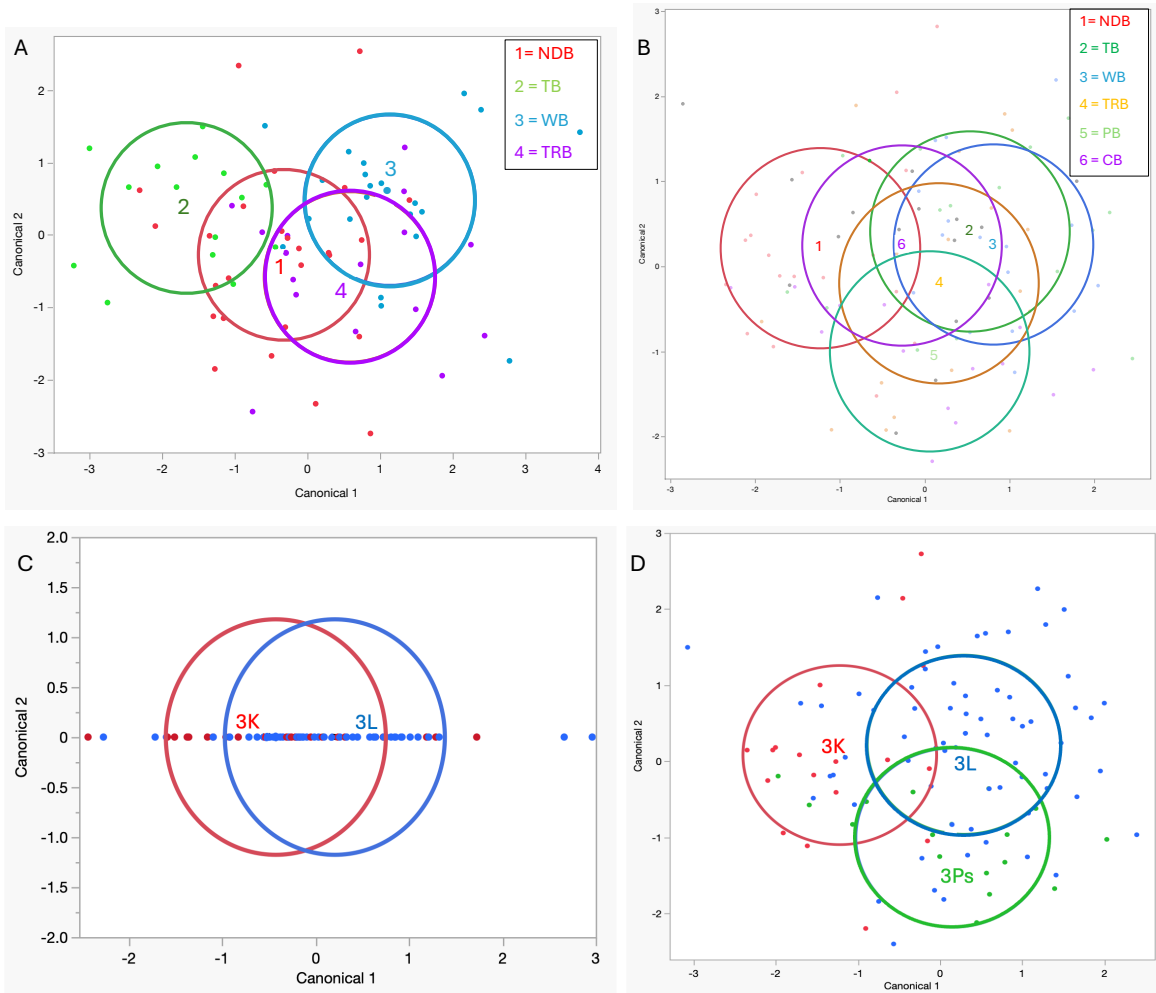 A
1= NDB
2 = TB
3 = WB
4 = TRB
2
1
0
-1
-2
-3
Canonical 2
2
3
1
4
-3 -2 -1 0 1 2 3 4
Canonical 1
B
1= NDB
2 = TB
3 = WB
4 = TRB
5 = PB
6 = CB
3
2
1
0
-1
-2
Canonical 2
1
6
2
3
4
5
-3 -2 -1 0 1 2
Canonical 1
C
2.0
1.5
1.0
0.5
0
-0.5
-1.0
-1.5
-2.0
Canonical 2
3K 3L
-2 -1 0 1 2 3
Canonical 1
D
3
2
1
0
-1
-2
Canonical 2
3K
3L
3Ps
-3 -2 -1 0 1 2
Canonical 1